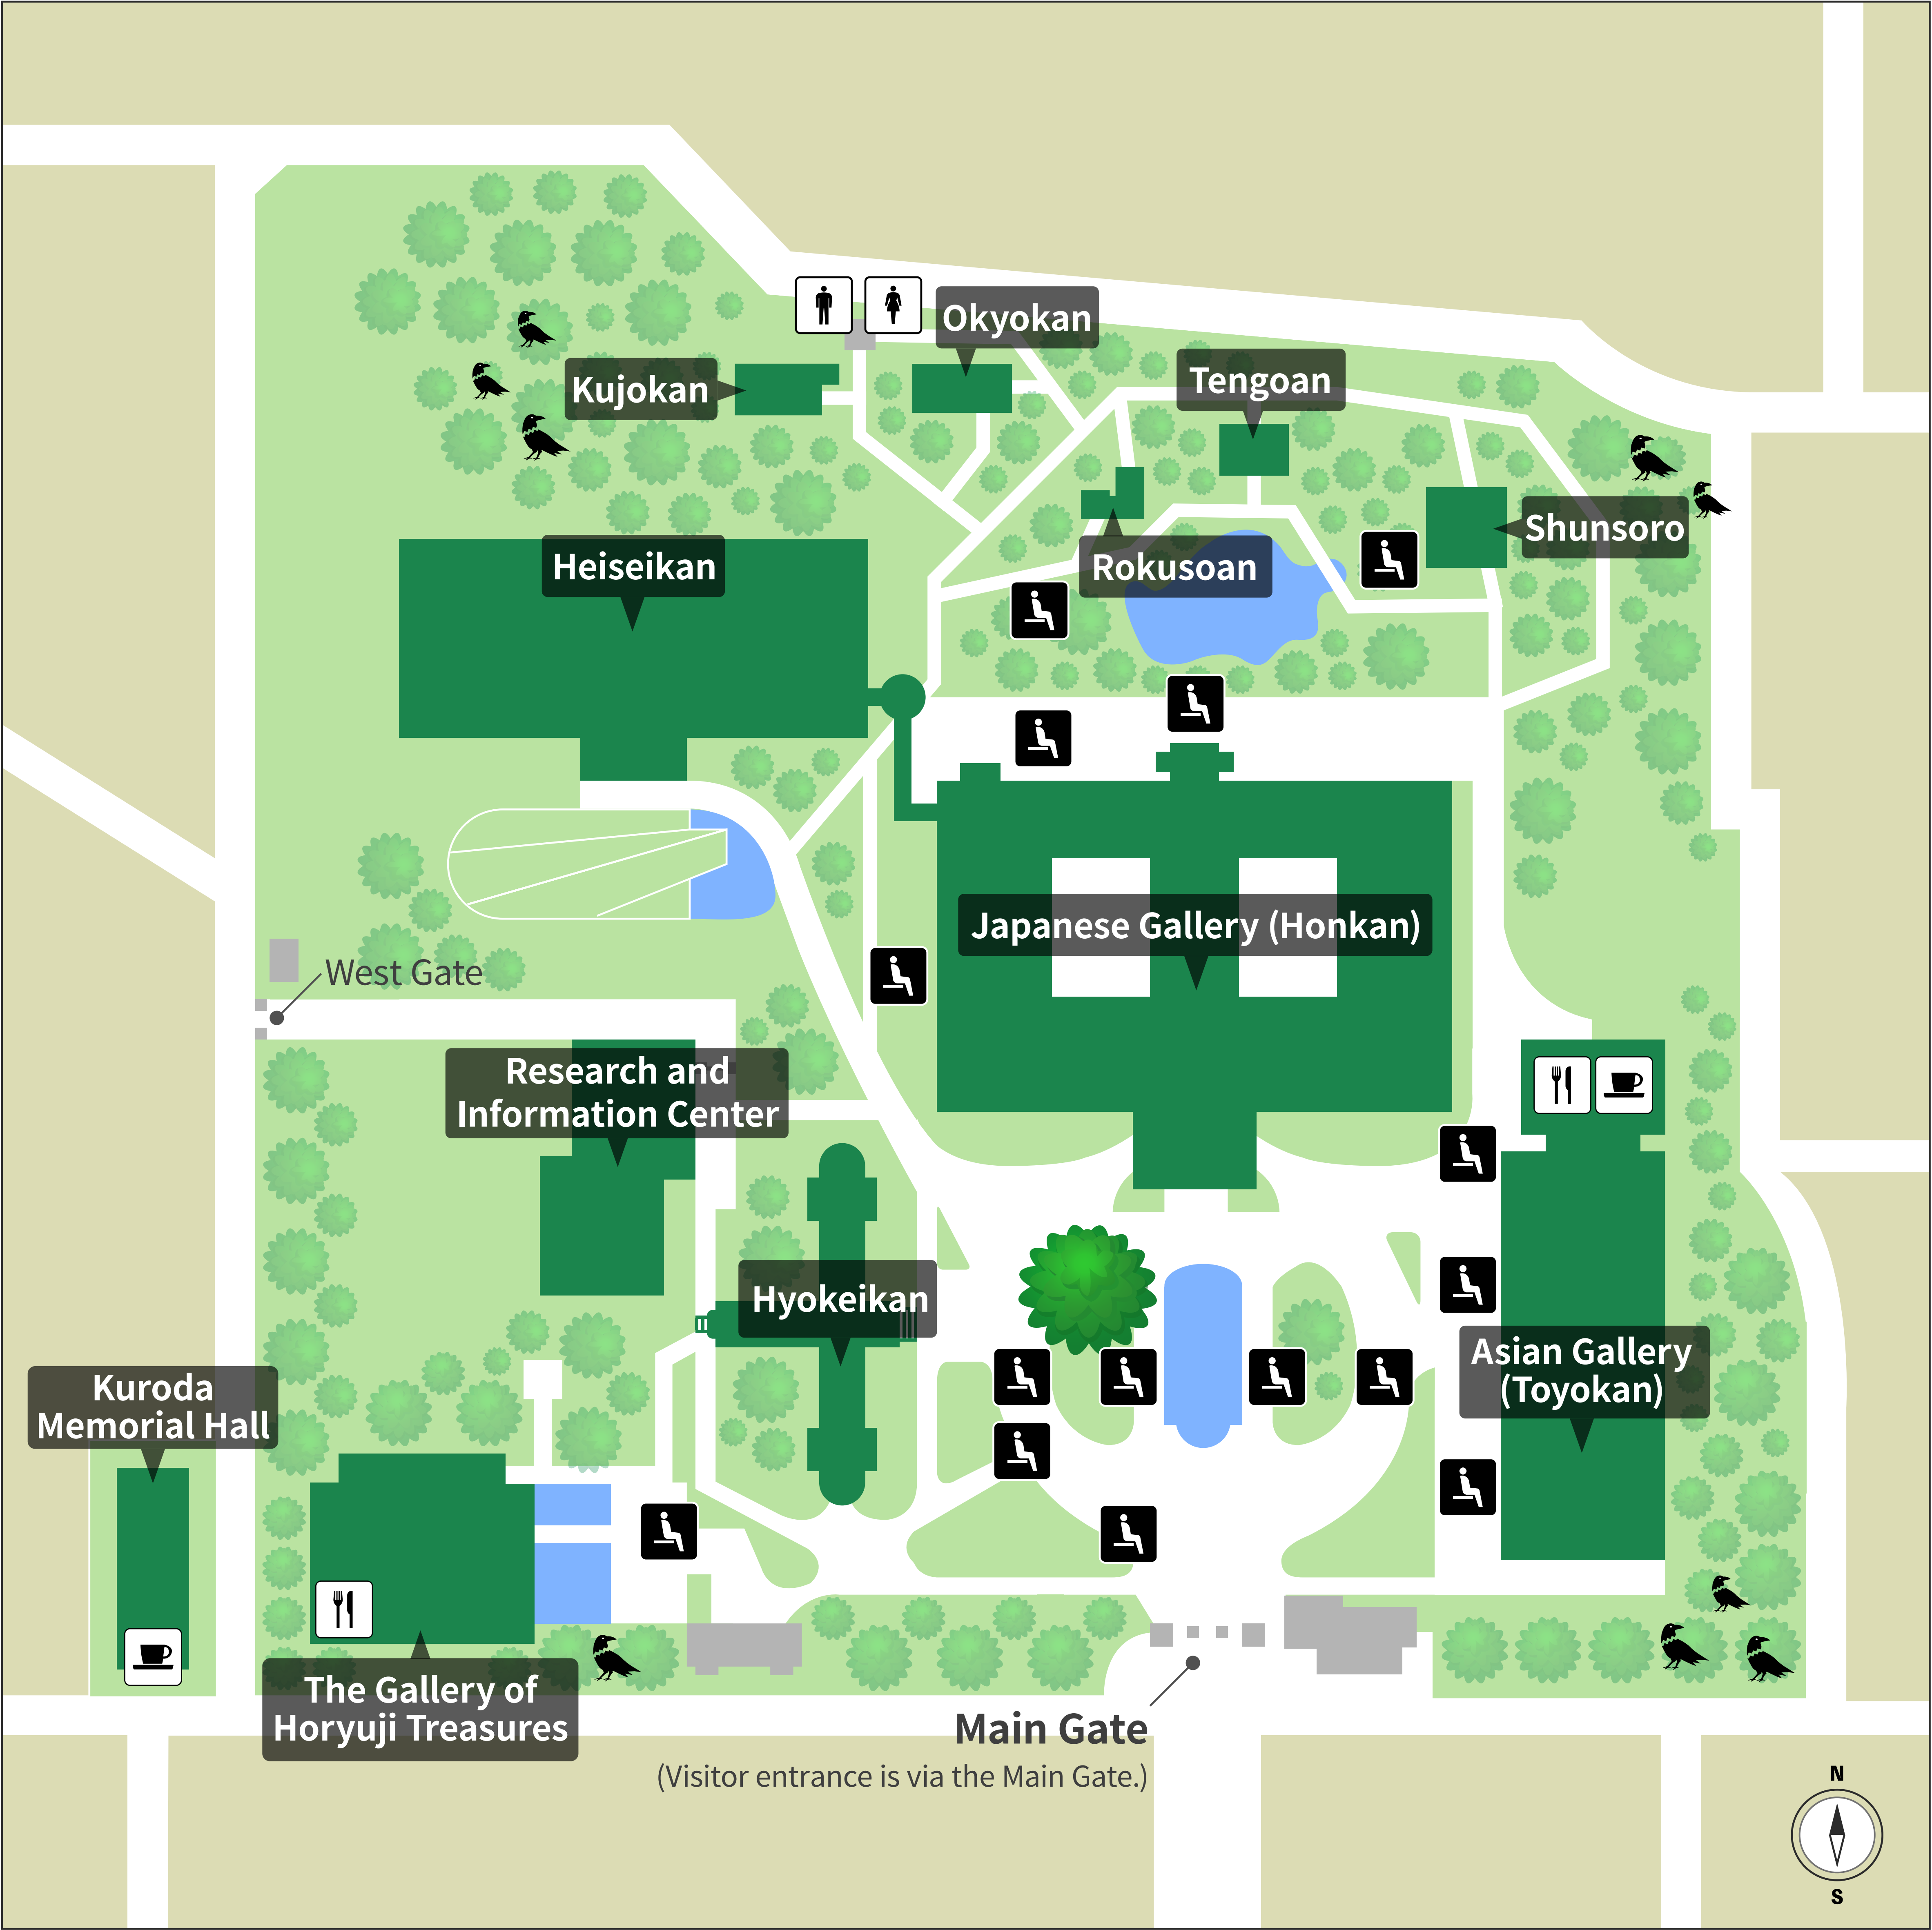 Okyokan
Kujokan
Tengoan
Shunsoro
Heiseikan
Rokusoan
Japanese Gallery (Honkan)
West Gate
Research and
Information Center
Hyokeikan
Asian Gallery
(Toyokan)
Kuroda
Memorial Hall
The Gallery of
Horyuji Treasures
Main Gate
(Visitor entrance is via the Main Gate.)
N
S